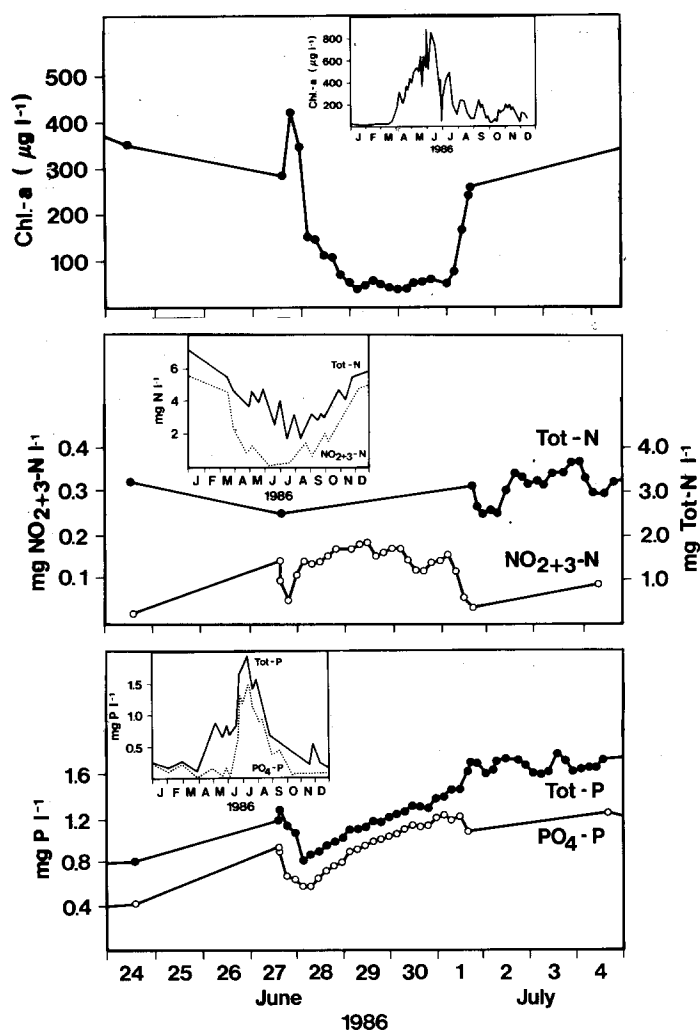 Chl.-a ( μg l-1)
500
400
300
200
100
Chl.-a ( μg l-1)
800
600
400
200
J F M A M J J A S O N D
1986
mg NO2+3-N l-1
0.4
0.3
0.2
0.1
mg N l-1
6
4
2
Tot-N
NO2+3-N
J F M A M J J A S O N D
1986
Tot-N
NO2+3-N
4.0
3.0
2.0
1.0
mg Tot-N l-1
mg P l-1
1.6
1.2
0.8
0.4
mg P l-1
1.5
1.0
0.5
Tot-P
PO4-P
J F M A M J J A S O N D
1986
Tot-P
PO4-P
24 25 26 27 28 29 30 1 2 3 4
June July
1986